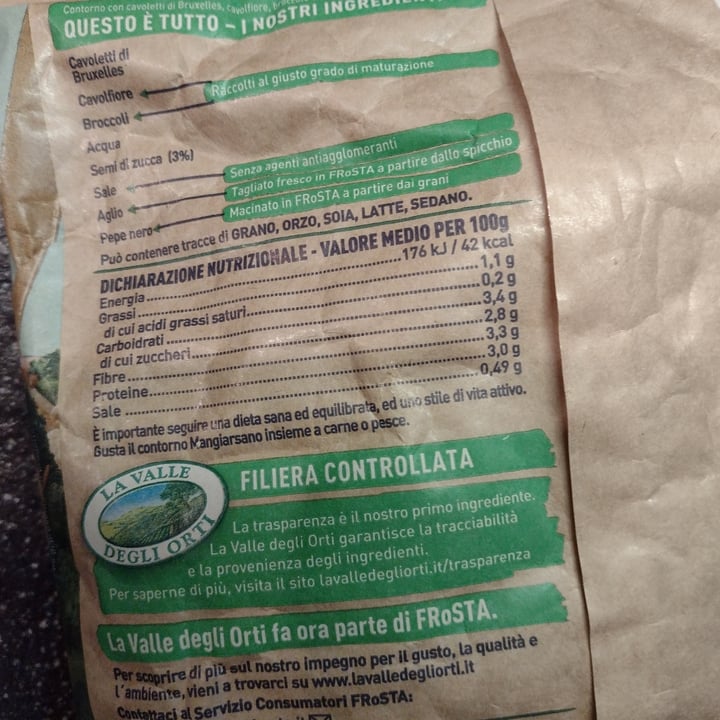 Contorno con cavoletti di Bruxelles, cavolfiore,
QUESTO È TUTTO – I NOSTRI
Cavoletti di
Bruxelles
Cavolfiore
Raccolti al giusto grado di maturazione
Broccoli
Acqua
Semi di zucca (3%)
Sale
Senza agenti antiagglomeranti
Aglio
Tagliato fresco in FRoSTA a partire dallo spicchio
Pepe nero
Macinato in FRoSTA a partire dai grani
Può contenere tracce di GRANO, ORZO, SOIA, LATTE, SEDANO.
DICHIARAZIONE NUTRIZIONALE - VALORE MEDIO PER 100g
Energia 176 kJ / 42 kcal
Grassi 1,1 g
di cui acidi grassi saturi 0,2 g
Carboidrati 3,4 g
di cui zuccheri 2,8 g
Fibre 3,3 g
Proteine 3,0 g
Sale 0,49 g
È importante seguire una dieta sana ed equilibrata, ed uno stile di vita attivo.
Gusta il contorno Mangiarsano insieme a carne o pesce.
LA VALLE
DEGLI ORTI
FILIERA CONTROLLATA
La trasparenza è il nostro primo ingrediente.
La Valle degli Orti garantisce la tracciabilità
e la provenienza degli ingredienti.
Per saperne di più, visita il sito lavalledegliorti.it/trasparenza
La Valle degli Orti fa ora parte di FRoSTA.
Per scoprire di più sul nostro impegno per il gusto, la qualità e
l'ambiente, vieni a trovarci su www.lavalledegliorti.it
Contattaci al Servizio Consumatori FRoSTA: